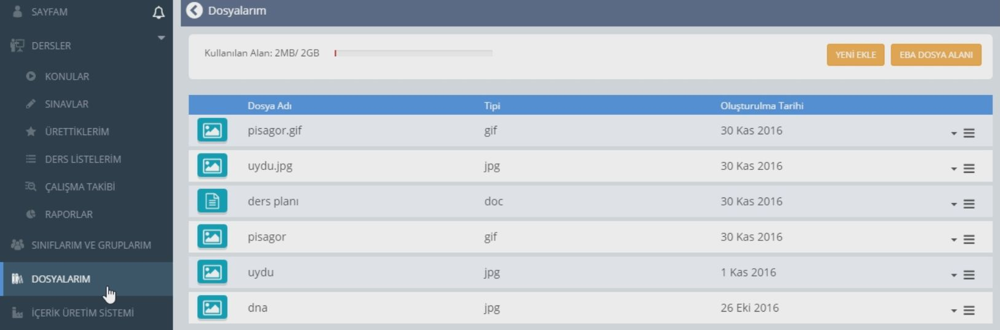 SAYFAM
DERSLER
KONULAR
SINAVLAR
ÜRETTİKLERİM
DERS LİSTELERİM
ÇALIŞMA TAKİBİ
RAPORLAR
SINIFLARIM VE GRUPLARIM
DOSYALARIM
İÇERİK ÜRETİM SİSTEMİ
Dosyalarım
Kullanılan Alan: 2MB/ 2GB
YENİ EKLE EBA DOSYA ALANI
Dosya Adı Tipi Oluşturulma Tarihi
pisagor.gif gif 30 Kas 2016
uydu.jpg jpg 30 Kas 2016
ders planı doc 30 Kas 2016
pisagor gif 30 Kas 2016
uydu jpg 1 Kas 2016
dna jpg 26 Eki 2016